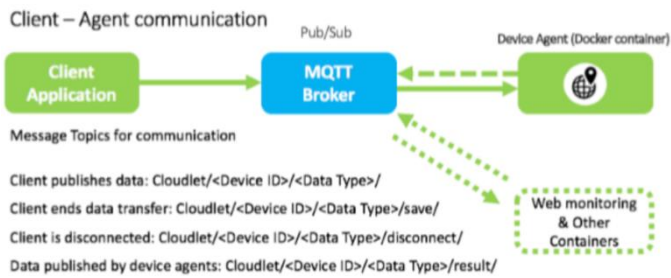 Client – Agent communication
Pub/Sub
Device Agent (Docker container)
Client
Application
MQTT
Broker
Message Topics for communication
Client publishes data: Cloudlet/<Device ID>/<Data Type>/
Client ends data transfer: Cloudlet/<Device ID>/<Data Type>/save/
Client is disconnected: Cloudlet/<Device ID>/<Data Type>/disconnect/
Data published by device agents: Cloudlet/<Device ID>/<Data Type>/result/
Web monitoring
& Other
Containers